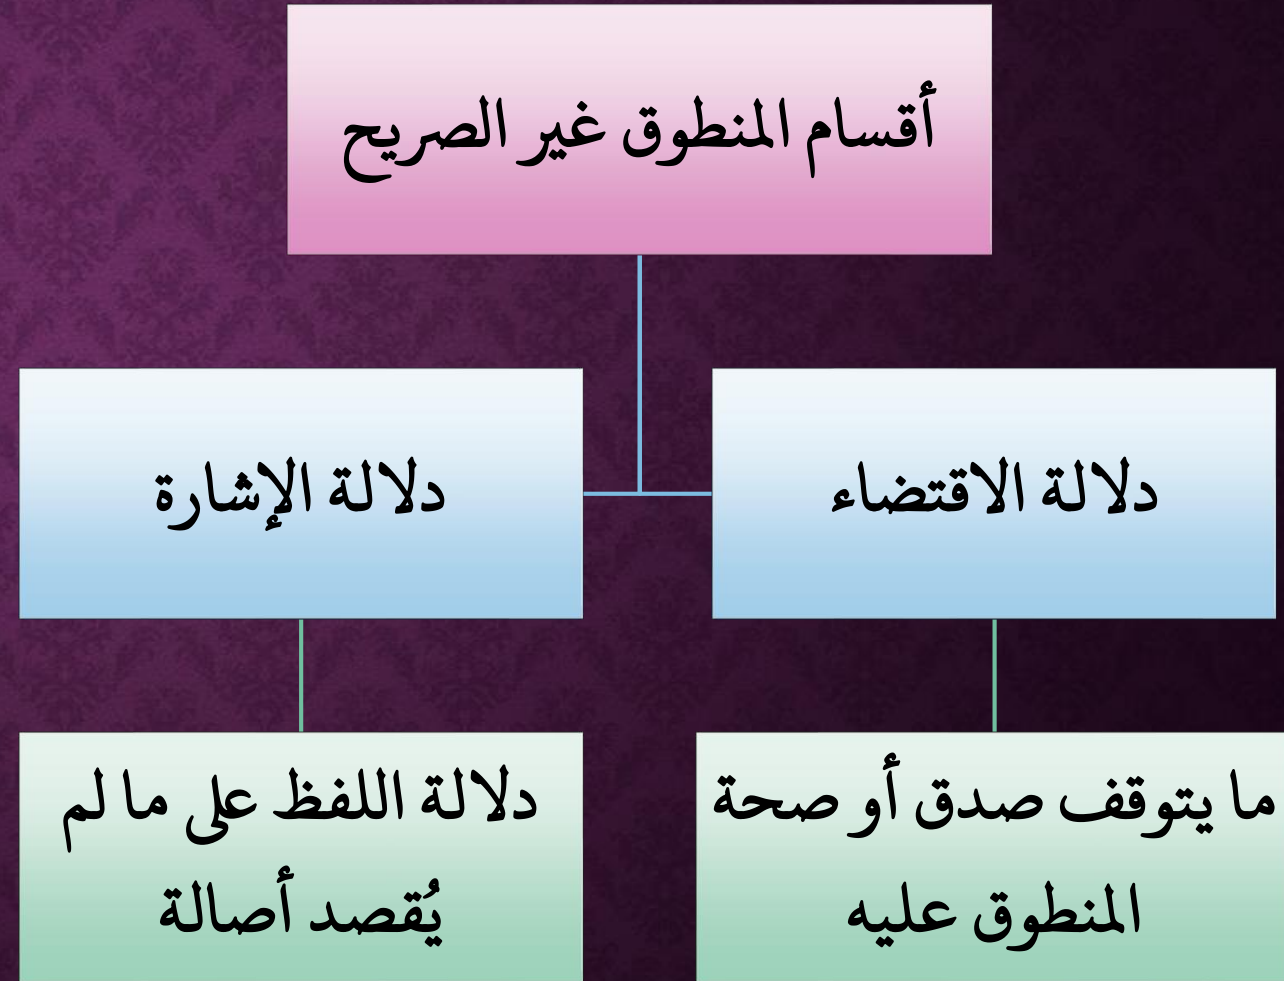 أقسام المنطوق غير الصريح
دلالة الاقتضاء
دلالة الإشارة
ما يتوقف صدق أو صحة
المنطوق عليه
دلالة اللفظ على ما لم
يُقصد أصالة